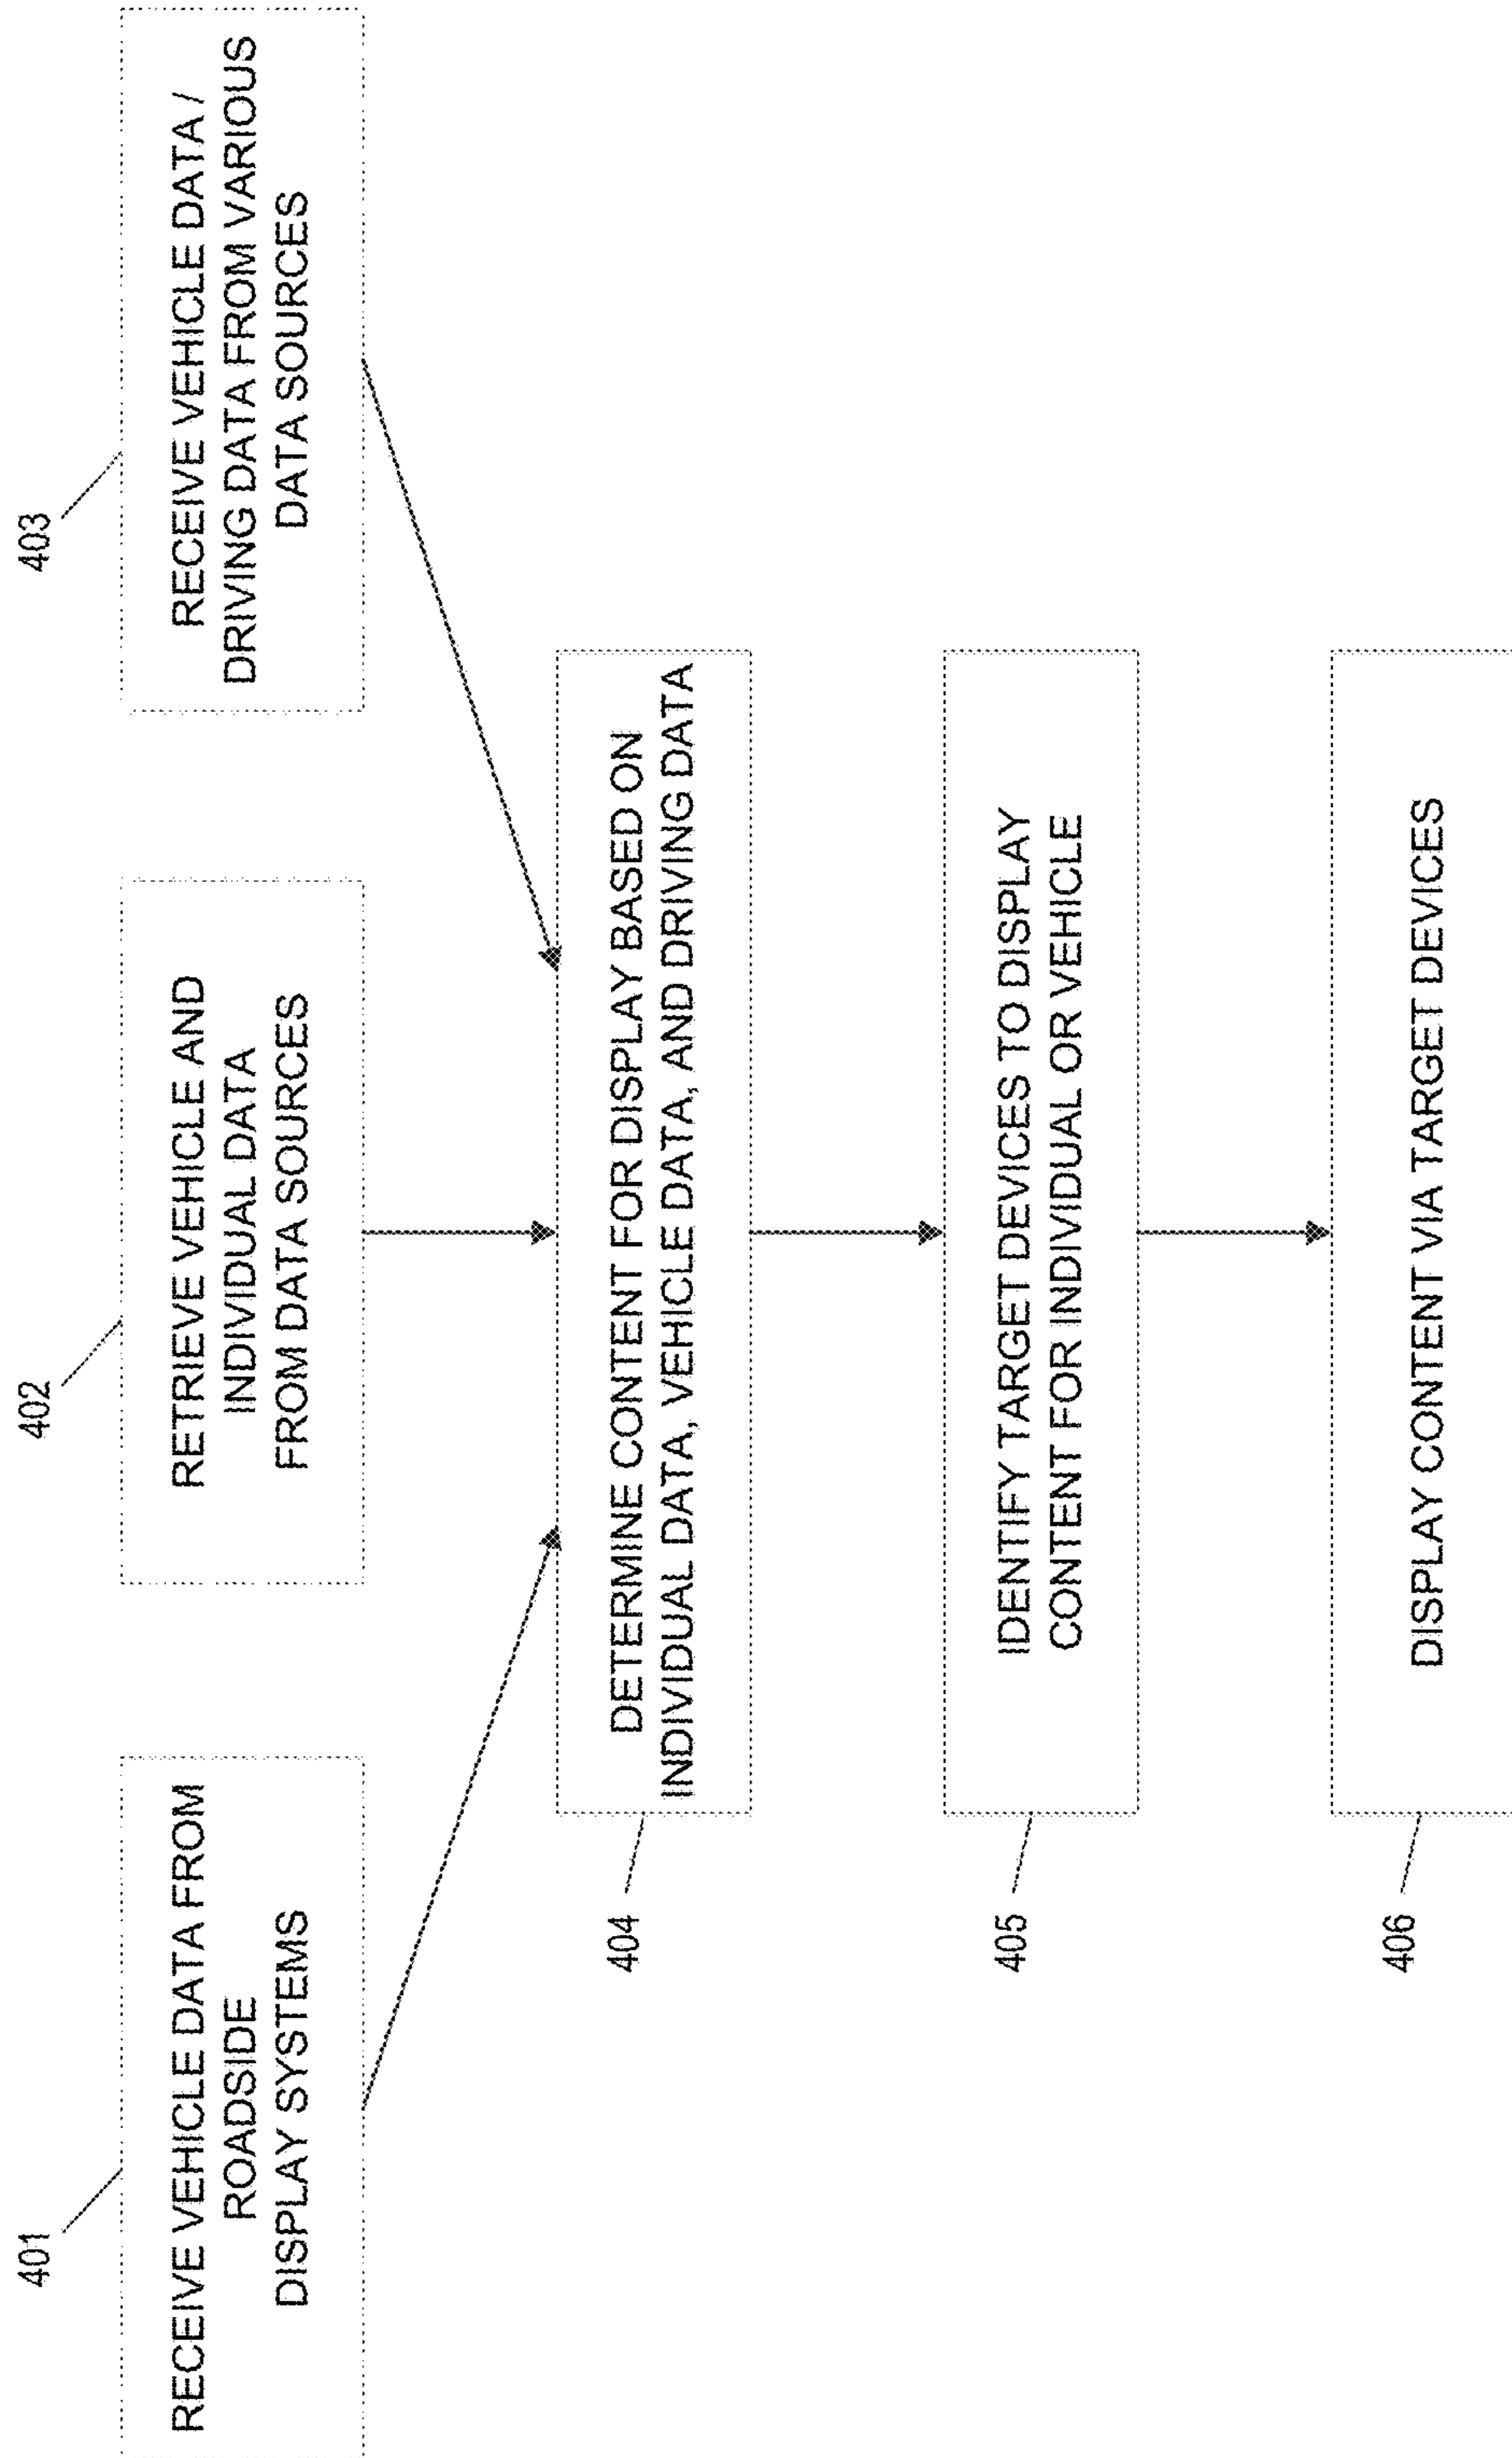 401
RECEIVE VEHICLE DATA FROM
ROADSIDE
DISPLAY SYSTEMS
402
RETRIEVE VEHICLE AND
INDIVIDUAL DATA
FROM DATA SOURCES
403
RECEIVE VEHICLE DATA /
DRIVING DATA FROM VARIOUS
DATA SOURCES
404
DETERMINE CONTENT FOR DISPLAY BASED ON
INDIVIDUAL DATA, VEHICLE DATA, AND DRIVING DATA
405
IDENTIFY TARGET DEVICES TO DISPLAY
CONTENT FOR INDIVIDUAL OR VEHICLE
406
DISPLAY CONTENT VIA TARGET DEVICES